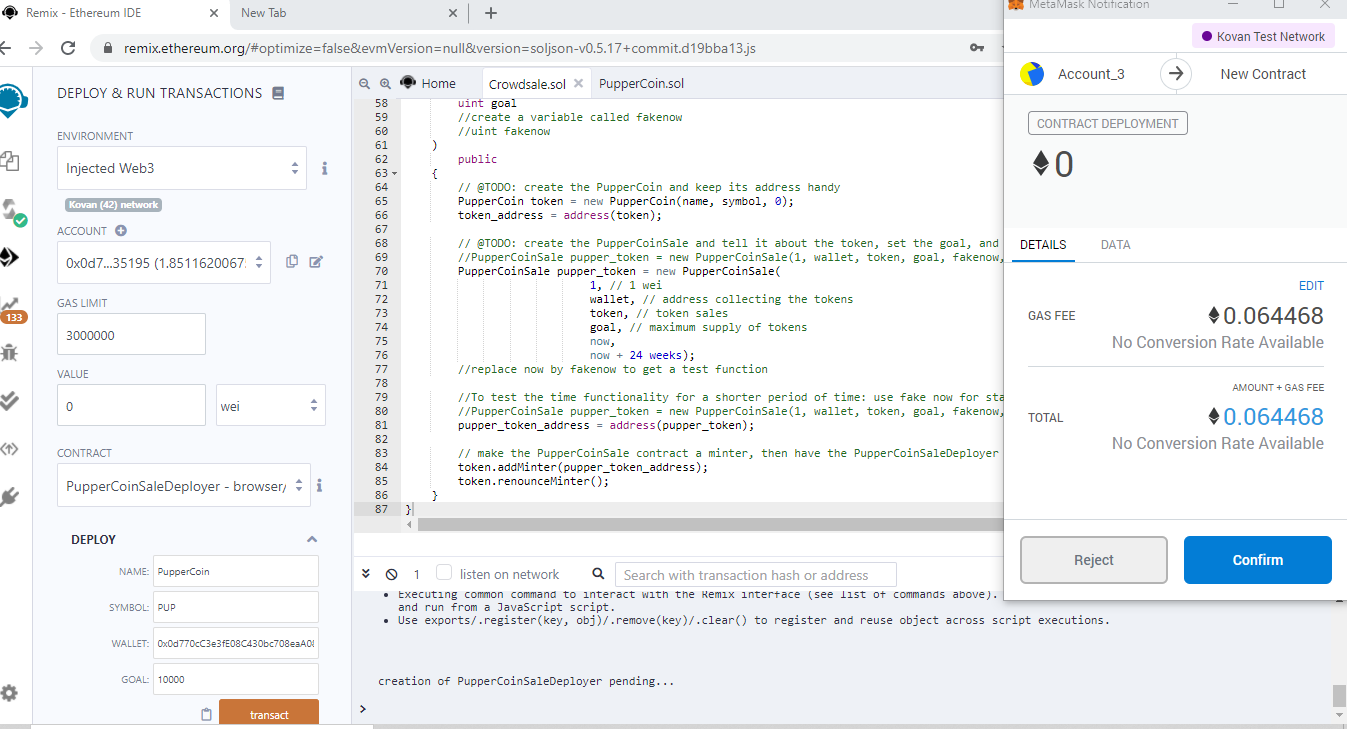 Remix - Ethereum IDE
New Tab
MetaMask Notification
remix.ethereum.org/#optimize=false&evmVersion=null&version=soljson-v0.5.17+commit.d19bba13.js
Kovan Test Network
Account_3
New Contract
DEPLOY & RUN TRANSACTIONS
Home
Crowdsale.sol
PupperCoin.sol
ENVIRONMENT
Injected Web3
Kovan (42) network
ACCOUNT
0x0d7...35195 (1.8511620067
GAS LIMIT
3000000
133
VALUE
0
wei
CONTRACT
PupperCoinSaleDeployer - browser/
DEPLOY
NAME: PupperCoin
SYMBOL: PUP
WALLET: 0x0d770cC3e3fE08C430bc708eaA0
GOAL: 10000
transact
58 uint goal
59 //create a variable called fakenow
60 //uint fakenow
61 )
62 public
63 {
64 // @TODO: create the PupperCoin and keep its address handy
65 PupperCoin token = new PupperCoin(name, symbol, 0);
66 token_address = address(token);
67
68 // @TODO: create the PupperCoinSale and tell it about the token, set the goal, and
69 //PupperCoinSale pupper_token = new PupperCoinSale(1, wallet, token, goal, fakenow,
70 PupperCoinSale pupper_token = new PupperCoinSale(
71 1, // 1 wei
72 wallet, // address collecting the tokens
73 token, // token sales
74 goal, // maximum supply of tokens
75 now,
76 now + 24 weeks);
77 //replace now by fakenow to get a test function
78
79 //To test the time functionality for a shorter period of time: use fake now for sta
80 //PupperCoinSale pupper_token = new PupperCoinSale(1, wallet, token, goal, fakenow,
81 pupper_token_address = address(pupper_token);
82
83 // make the PupperCoinSale contract a minter, then have the PupperCoinSaleDeployer
84 token.addMinter(pupper_token_address);
85 token.renounceMinter();
86 }
87 }
1
listen on network
Search with transaction hash or address
• Executing common command to interact with the Remix interface (see list of commands above).
and run from a JavaScript script.
• Use exports/.register(key, obj)/.remove(key)/.clear() to register and reuse object across script executions.
creation of PupperCoinSaleDeployer pending...
>
CONTRACT DEPLOYMENT
0
DETAILS
DATA
EDIT
GAS FEE
0.064468
No Conversion Rate Available
AMOUNT + GAS FEE
TOTAL
0.064468
No Conversion Rate Available
Reject
Confirm